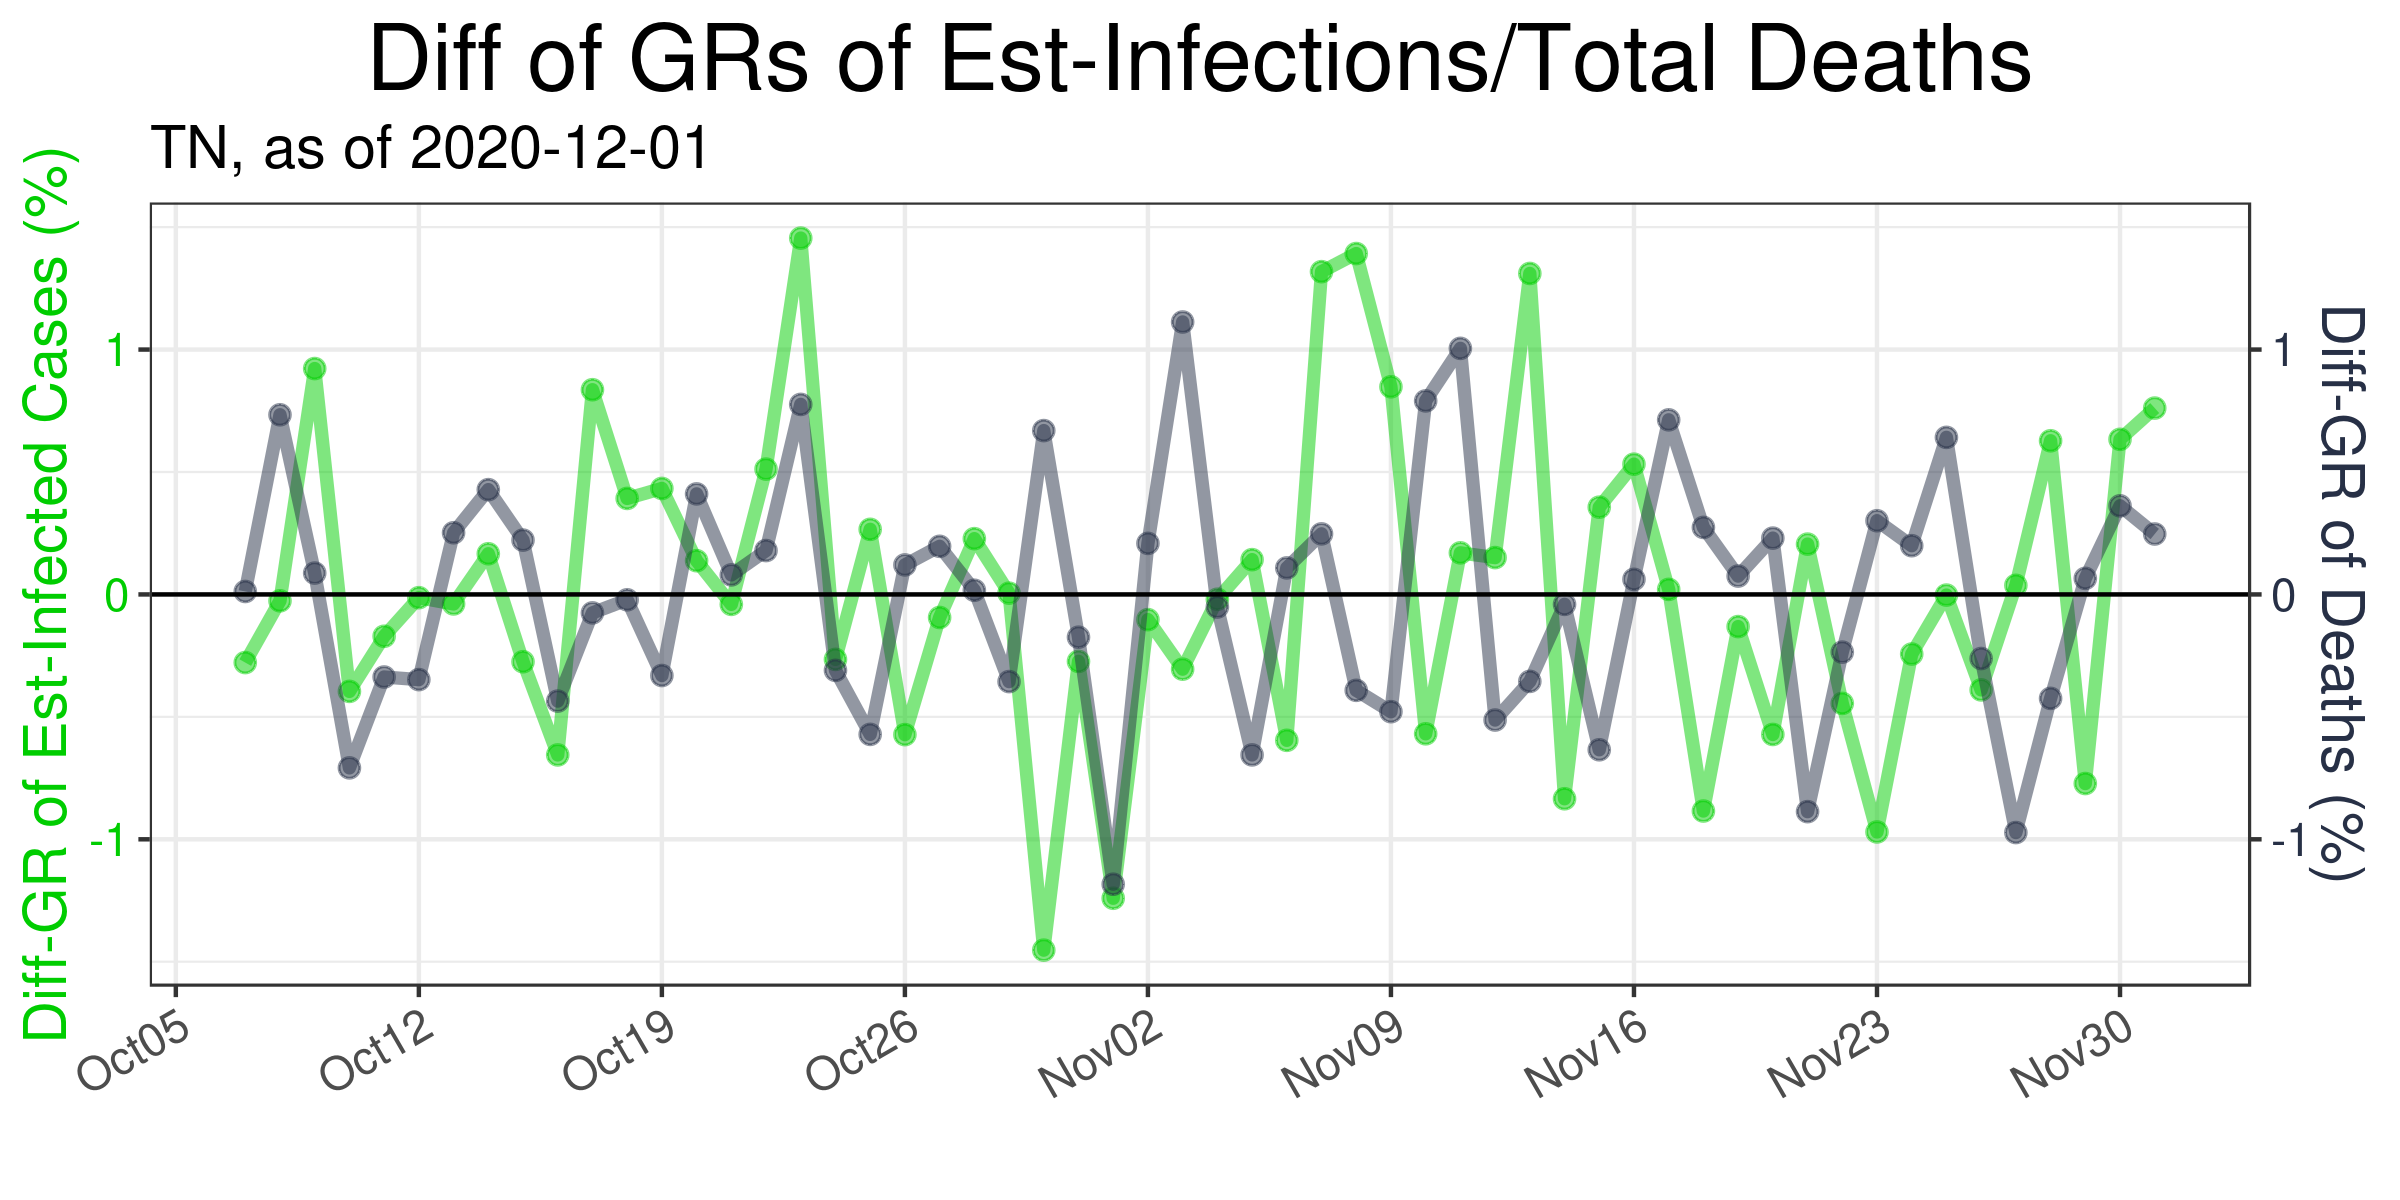 Diff of GRs of Est-Infections/Total Deaths
TN, as of 2020-12-01
Diff-GR of Est-Infected Cases (%)
1
0
-1
1
0
-1
Diff-GR of Deaths (%)
Oct05
Oct12
Oct19
Oct26
Nov02
Nov09
Nov16
Nov23
Nov30